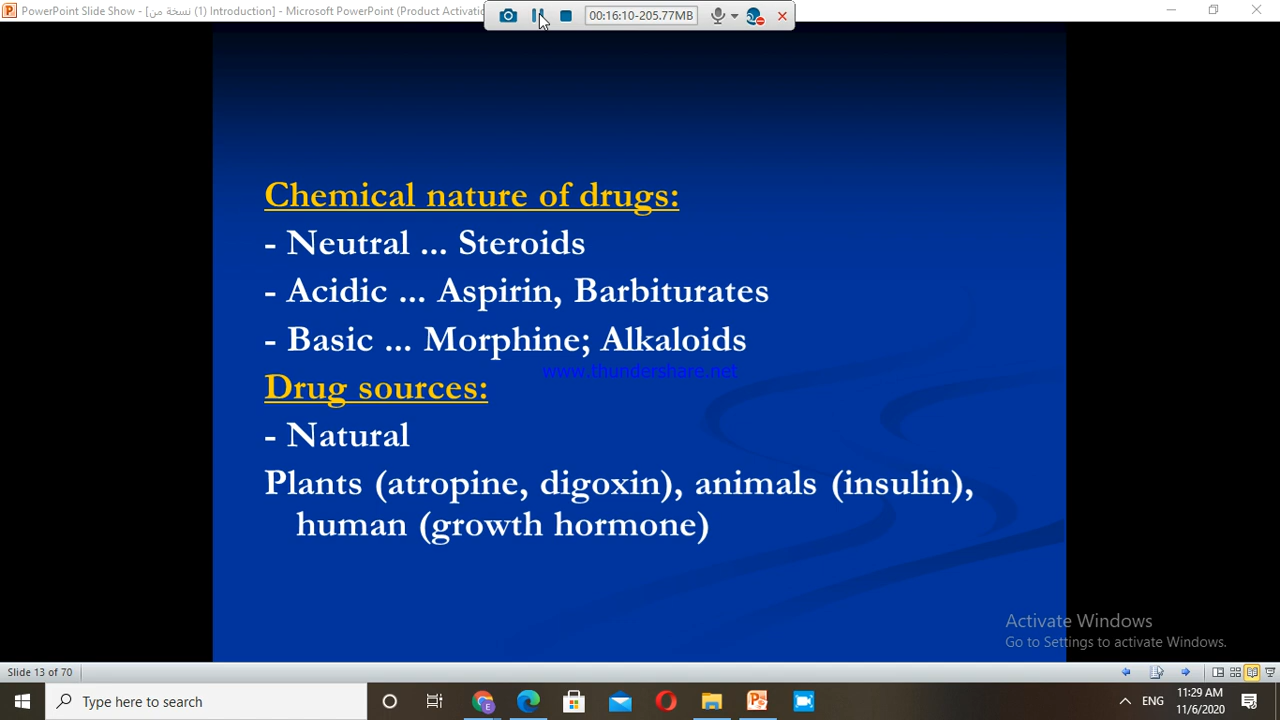 PowerPoint Slide Show - [نسخة من (1) Introduction] - Microsoft PowerPoint (Product Activati
00:16:10-205.77MB
Chemical nature of drugs:
- Neutral ... Steroids
- Acidic ... Aspirin, Barbiturates
- Basic ... Morphine; Alkaloids
www.thundershare.net
Drug sources:
- Natural
Plants (atropine, digoxin), animals (insulin),
human (growth hormone)
Activate Windows
Go to Settings to activate Windows.
Slide 13 of 70
Type here to search
ENG
11:29 AM
11/6/2020